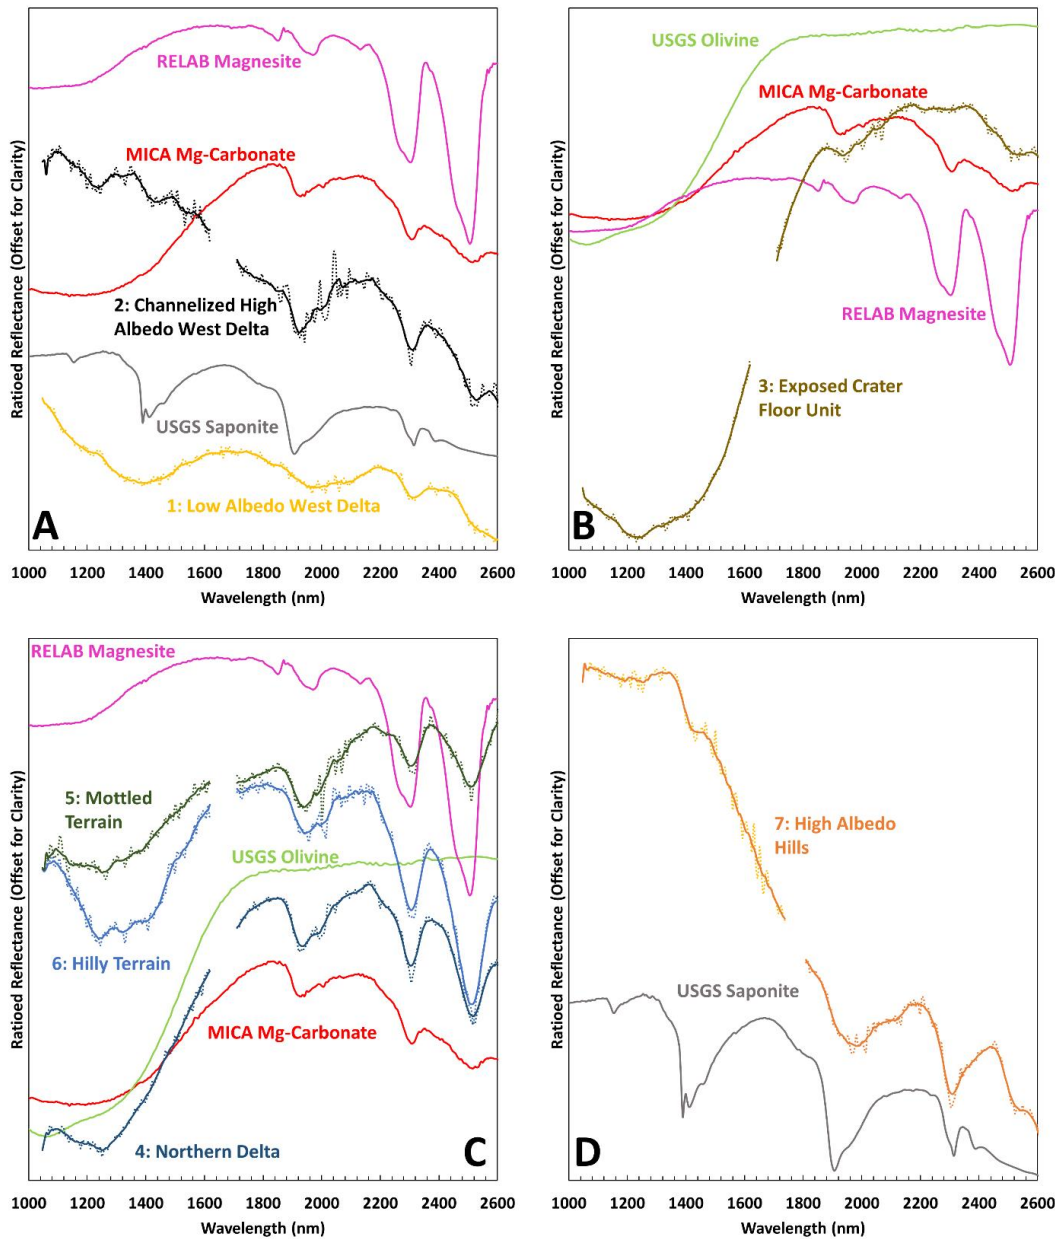 RELAB Magnesite
MICA Mg-Carbonate
2: Channelized High
Albedo West Delta
USGS Saponite
1: Low Albedo West Delta
A
Ratioed Reflectance (Offset for Clarity)
1000 1200 1400 1600 1800 2000 2200 2400 2600
Wavelength (nm)
USGS Olivine
MICA Mg-Carbonate
RELAB Magnesite
3: Exposed Crater
Floor Unit
B
Ratioed Reflectance (Offset for Clarity)
1000 1200 1400 1600 1800 2000 2200 2400 2600
Wavelength (nm)
RELAB Magnesite
5: Mottled
Terrain
USGS Olivine
6: Hilly Terrain
MICA Mg-Carbonate
4: Northern Delta
C
Ratioed Reflectance (Offset for Clarity)
1000 1200 1400 1600 1800 2000 2200 2400 2600
Wavelength (nm)
7: High Albedo
Hills
USGS Saponite
D
Ratioed Reflectance (Offset for Clarity)
1000 1200 1400 1600 1800 2000 2200 2400 2600
Wavelength (nm)